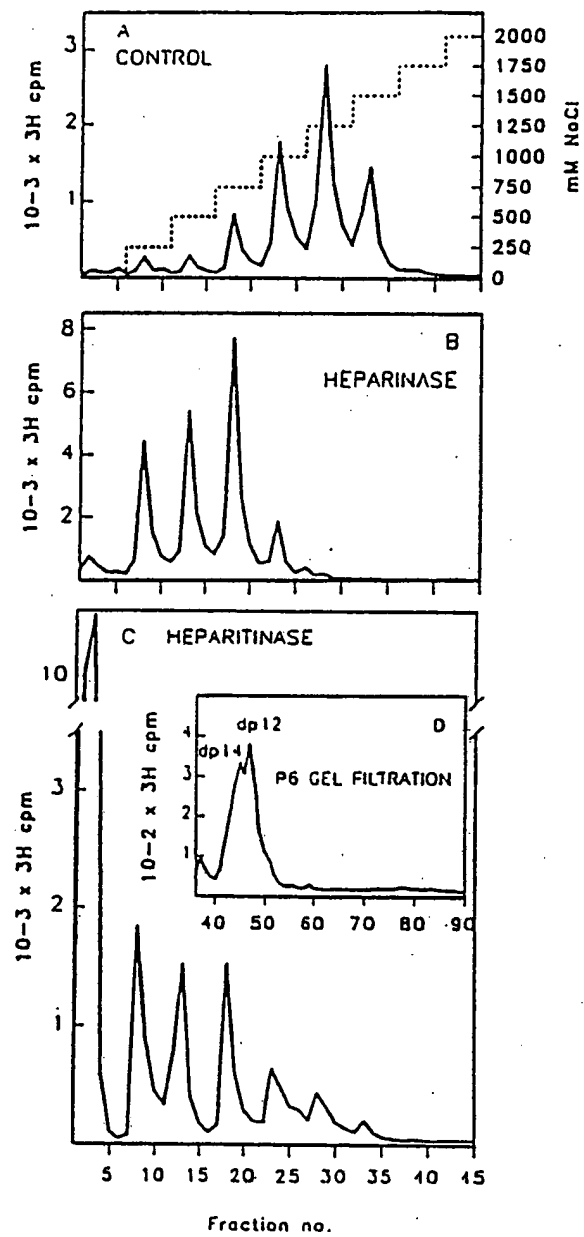 A
CONTROL
3
2
1
10-3 x 3H cpm
2000
1750
1500
1250
1000
750
500
250
0
mM NaCl
B
HEPARINASE
8
6
4
2
10-3 x 3H cpm
C HEPARITINASE
10
3
2
1
10-3 x 3H cpm
D
dp12
dp14
P6 GEL FILTRATION
4
3
2
1
10-2 x 3H cpm
40 50 60 70 80 90
5 10 15 20 25 30 35 40 45
Fraction no.